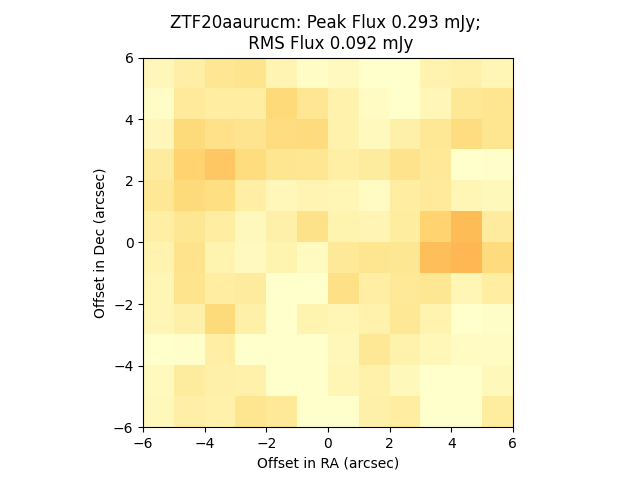 ZTF20aaurucm: Peak Flux 0.293 mJy;
RMS Flux 0.092 mJy
6
4
2
0
−2
−4
−6
Offset in Dec (arcsec)
−6 −4 −2 0 2 4 6
Offset in RA (arcsec)